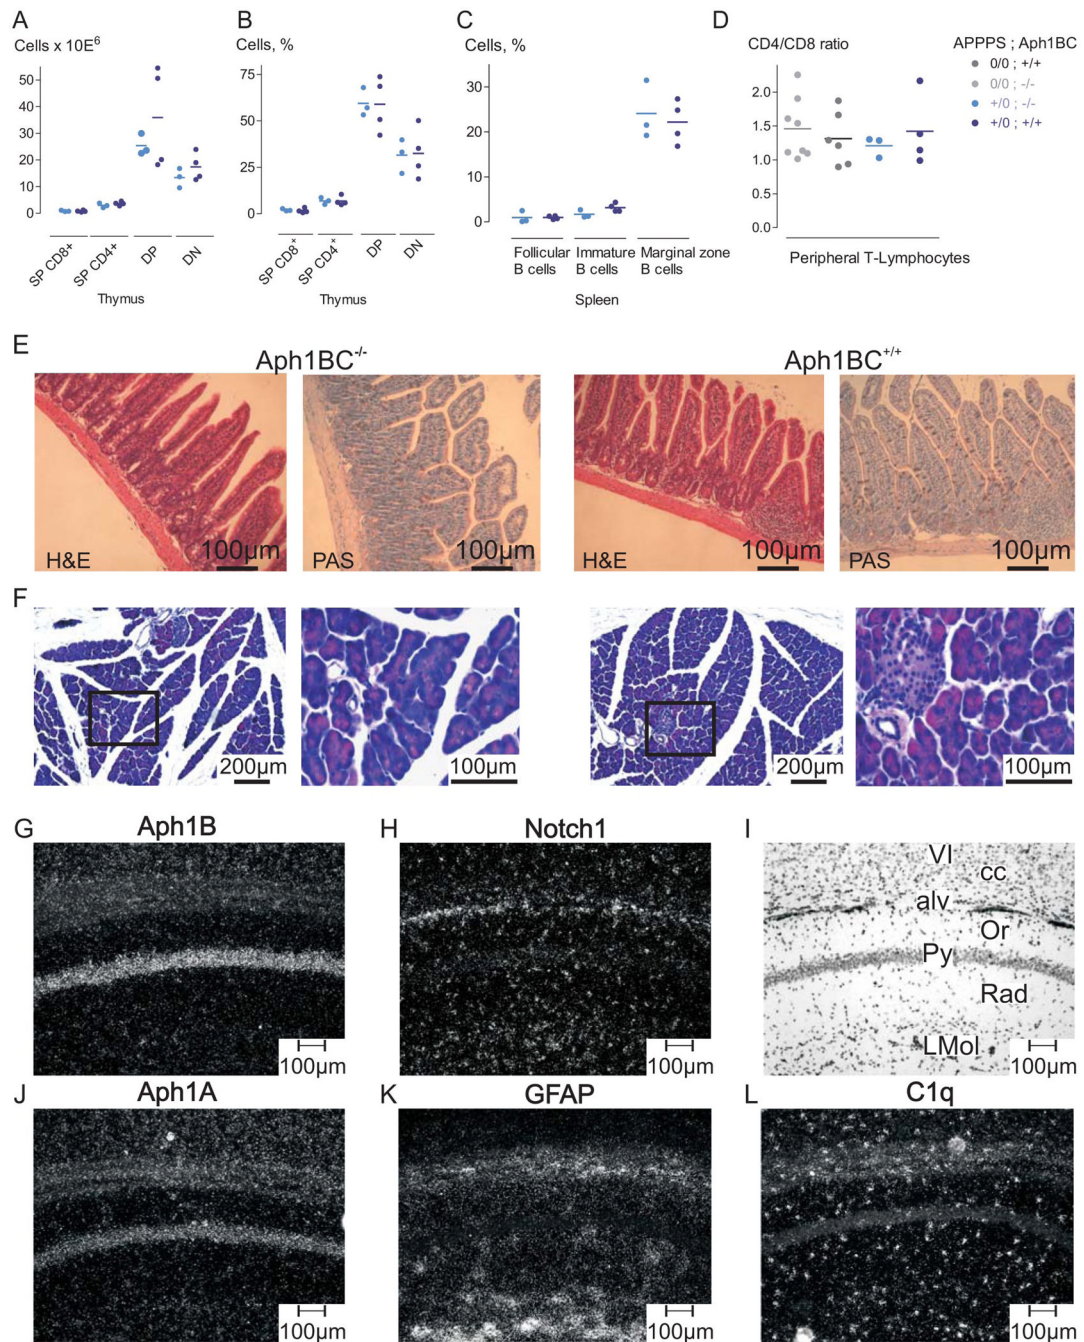 A
Cells x 10E6
50
40
30
20
10
0
SP CD8+
SP CD4+
DP
DN
Thymus
B
Cells, %
75
50
25
0
SP CD8+
SP CD4+
DP
DN
Thymus
C
Cells, %
30
20
10
0
Follicular
B cells
Immature
B cells
Marginal zone
B cells
Spleen
D
CD4/CD8 ratio
2.0
1.5
1.0
0.5
0.0
Peripheral T-Lymphocytes
APPPS ; Aph1BC
0/0 ; +/+
0/0 ; -/-
+/0 ; -/-
+/0 ; +/+
E
Aph1BC-/-
Aph1BC+/+
H&E
100µm
PAS
100µm
H&E
100µm
PAS
100µm
F
200µm
100µm
200µm
100µm
G
Aph1B
100µm
H
Notch1
100µm
I
VI
cc
alv
Or
Py
Rad
LMol
100µm
J
Aph1A
100µm
K
GFAP
100µm
L
C1q
100µm